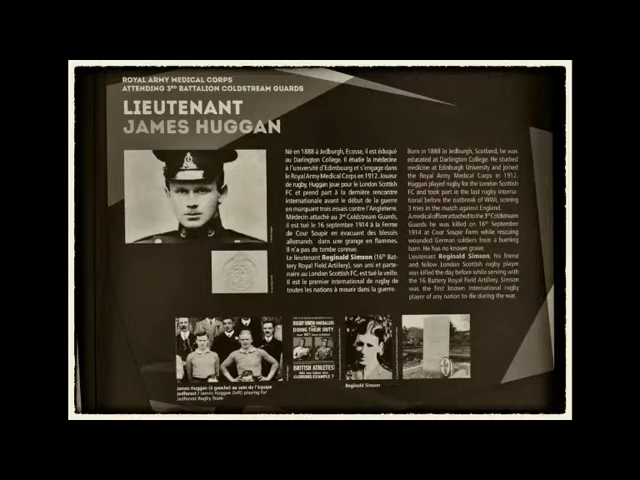 ROYAL ARMY MEDICAL CORPS
ATTENDING 3RD BATTALION COLDSTREAM GUARDS
LIEUTENANT
JAMES HUGGAN
Né en 1888 à Jedburgh, Ecosse, il est éduqué
au Darlington College. Il étudie la médecine
à l'université d'Edimbourg et s'engage dans
le Royal Army Medical Corps en 1912. Joueur
de rugby, Huggan joue pour le London Scottish
FC et prend part à la dernière rencontre
internationale avant le début de la guerre
en marquant trois essais contre l'Angleterre.
Médecin attaché au 3rd Coldstream Guards,
il est tué le 16 septembre 1914 à la Ferme
de Cour Soupir en évacuant des blessés
allemands dans une grange en flammes.
Il n'a pas de tombe connue.
Le lieutenant Reginald Simson (16th Bat-
tery Royal Field Artillery), son ami et parte-
naire au London Scottish FC, est tué la veille.
Il est le premier international de rugby de
toutes les nations à mourir dans la guerre.
Born in 1888 in Jedburgh, Scotland, he was
educated at Darlington College. He studied
medicine at Edinburgh University and joined
the Royal Army Medical Corps in 1912.
Huggan played rugby for the London Scottish
FC and took part in the last rugby interna-
tional before the outbreak of WWI, scoring
3 tries in the match against England.
A medical officer attached to the 3rd Coldstream
Guards he was killed on 16th September
1914 at Cour Soupir Farm while rescuing
wounded German soldiers from a burning
barn. He has no known grave.
Lieutenant Reginald Simson, his friend
and fellow London Scottish rugby player
was killed the day before while serving with
the 16 Battery Royal Field Artillery. Simson
was the first known international rugby
player of any nation to die during the war.
RUGBY UNION FOOTBALLERS
DOING THEIR DUTY
BRITISH ATHLETES!
GLORIOUS EXAMPLE?
James Huggan (à gauche) au sein de l'équipe
Jedforest / James Huggan (left) playing for
Jedforest Rugby Team
Reginald Simson